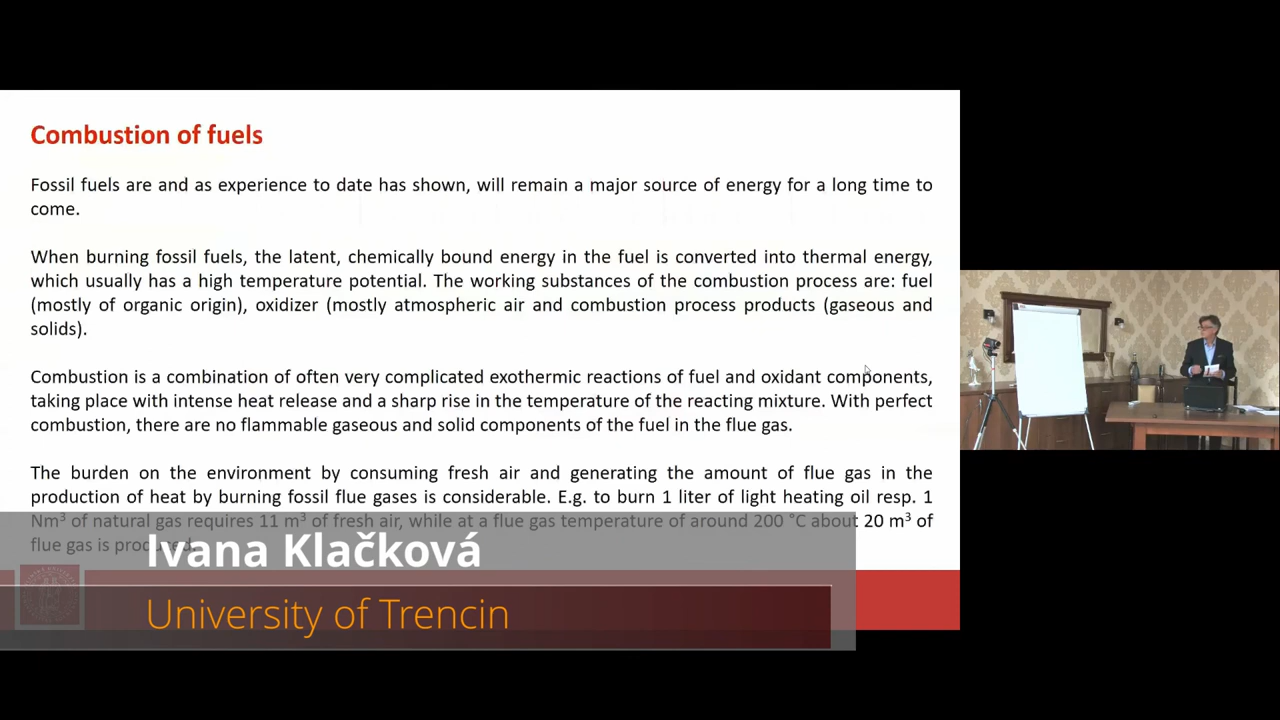 Combustion of fuels
Fossil fuels are and as experience to date has shown, will remain a major source of energy for a long time to
come.
When burning fossil fuels, the latent, chemically bound energy in the fuel is converted into thermal energy,
which usually has a high temperature potential. The working substances of the combustion process are: fuel
(mostly of organic origin), oxidizer (mostly atmospheric air and combustion process products (gaseous and
solids).
Combustion is a combination of often very complicated exothermic reactions of fuel and oxidant components,
taking place with intense heat release and a sharp rise in the temperature of the reacting mixture. With perfect
combustion, there are no flammable gaseous and solid components of the fuel in the flue gas.
The burden on the environment by consuming fresh air and generating the amount of flue gas in the
production of heat by burning fossil flue gases is considerable. E.g. to burn 1 liter of light heating oil resp. 1
Nm³ of natural gas requires 11 m³ of fresh air, while at a flue gas temperature of around 200 °C about 20 m³ of
flue gas is produced.
Ivana Klačková
University of Trencin